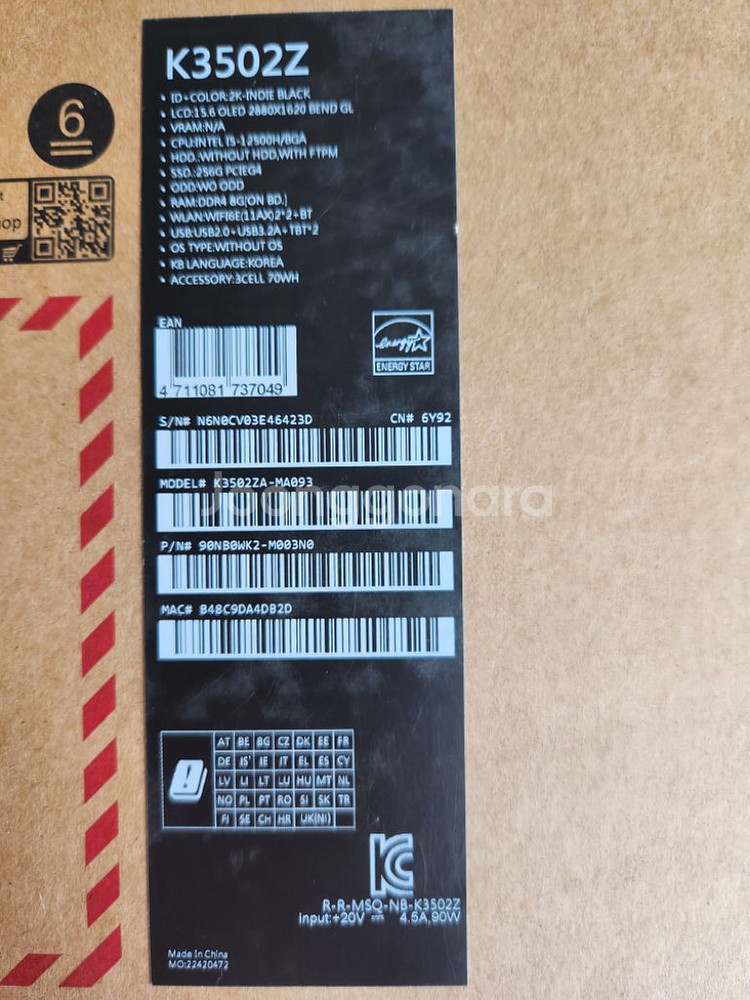 K3502Z
• ID+COLOR:2K-INDIE BLACK
• LCD:15.6 OLED 2880X1620 BEND GL
• VRAM:N/A
• CPU:INTEL I5-12500H/BGA
• HDD.:WITHOUT HDD,WITH FTPM
• SSD.:256G PCIEG4
• ODD:WO ODD
• RAM:DDR4 8G[ON BD.]
• WLAN:WIFI6E(11AX)2*2+BT
• USB:USB2.0+USB3.2A+TBT*2
• OS TYPE:WITHOUT OS
• KB LANGUAGE:KOREA
• ACCESSORY:3CELL 70WH
6
op
EAN
4 711081 737049
energy
ENERGY STAR
S/N# N6N0CV03E46423D CN# 6Y92
MODEL# K3502ZA-MA093
Joonggonara
P/N# 90NB0WK2-M003N0
MAC# B48C9DA4DB2D
AT BE BG CZ DK EE FR
DE IS IE IT EL ES CY
LV LI LT LU HU MT NL
NO PL PT RO SI SK TR
FI SE CH HR UK(NI)
R-R-MSQ-NB-K3502Z
Input:+20V ⎓ 4.5A,90W
Made In China
MO:22420472